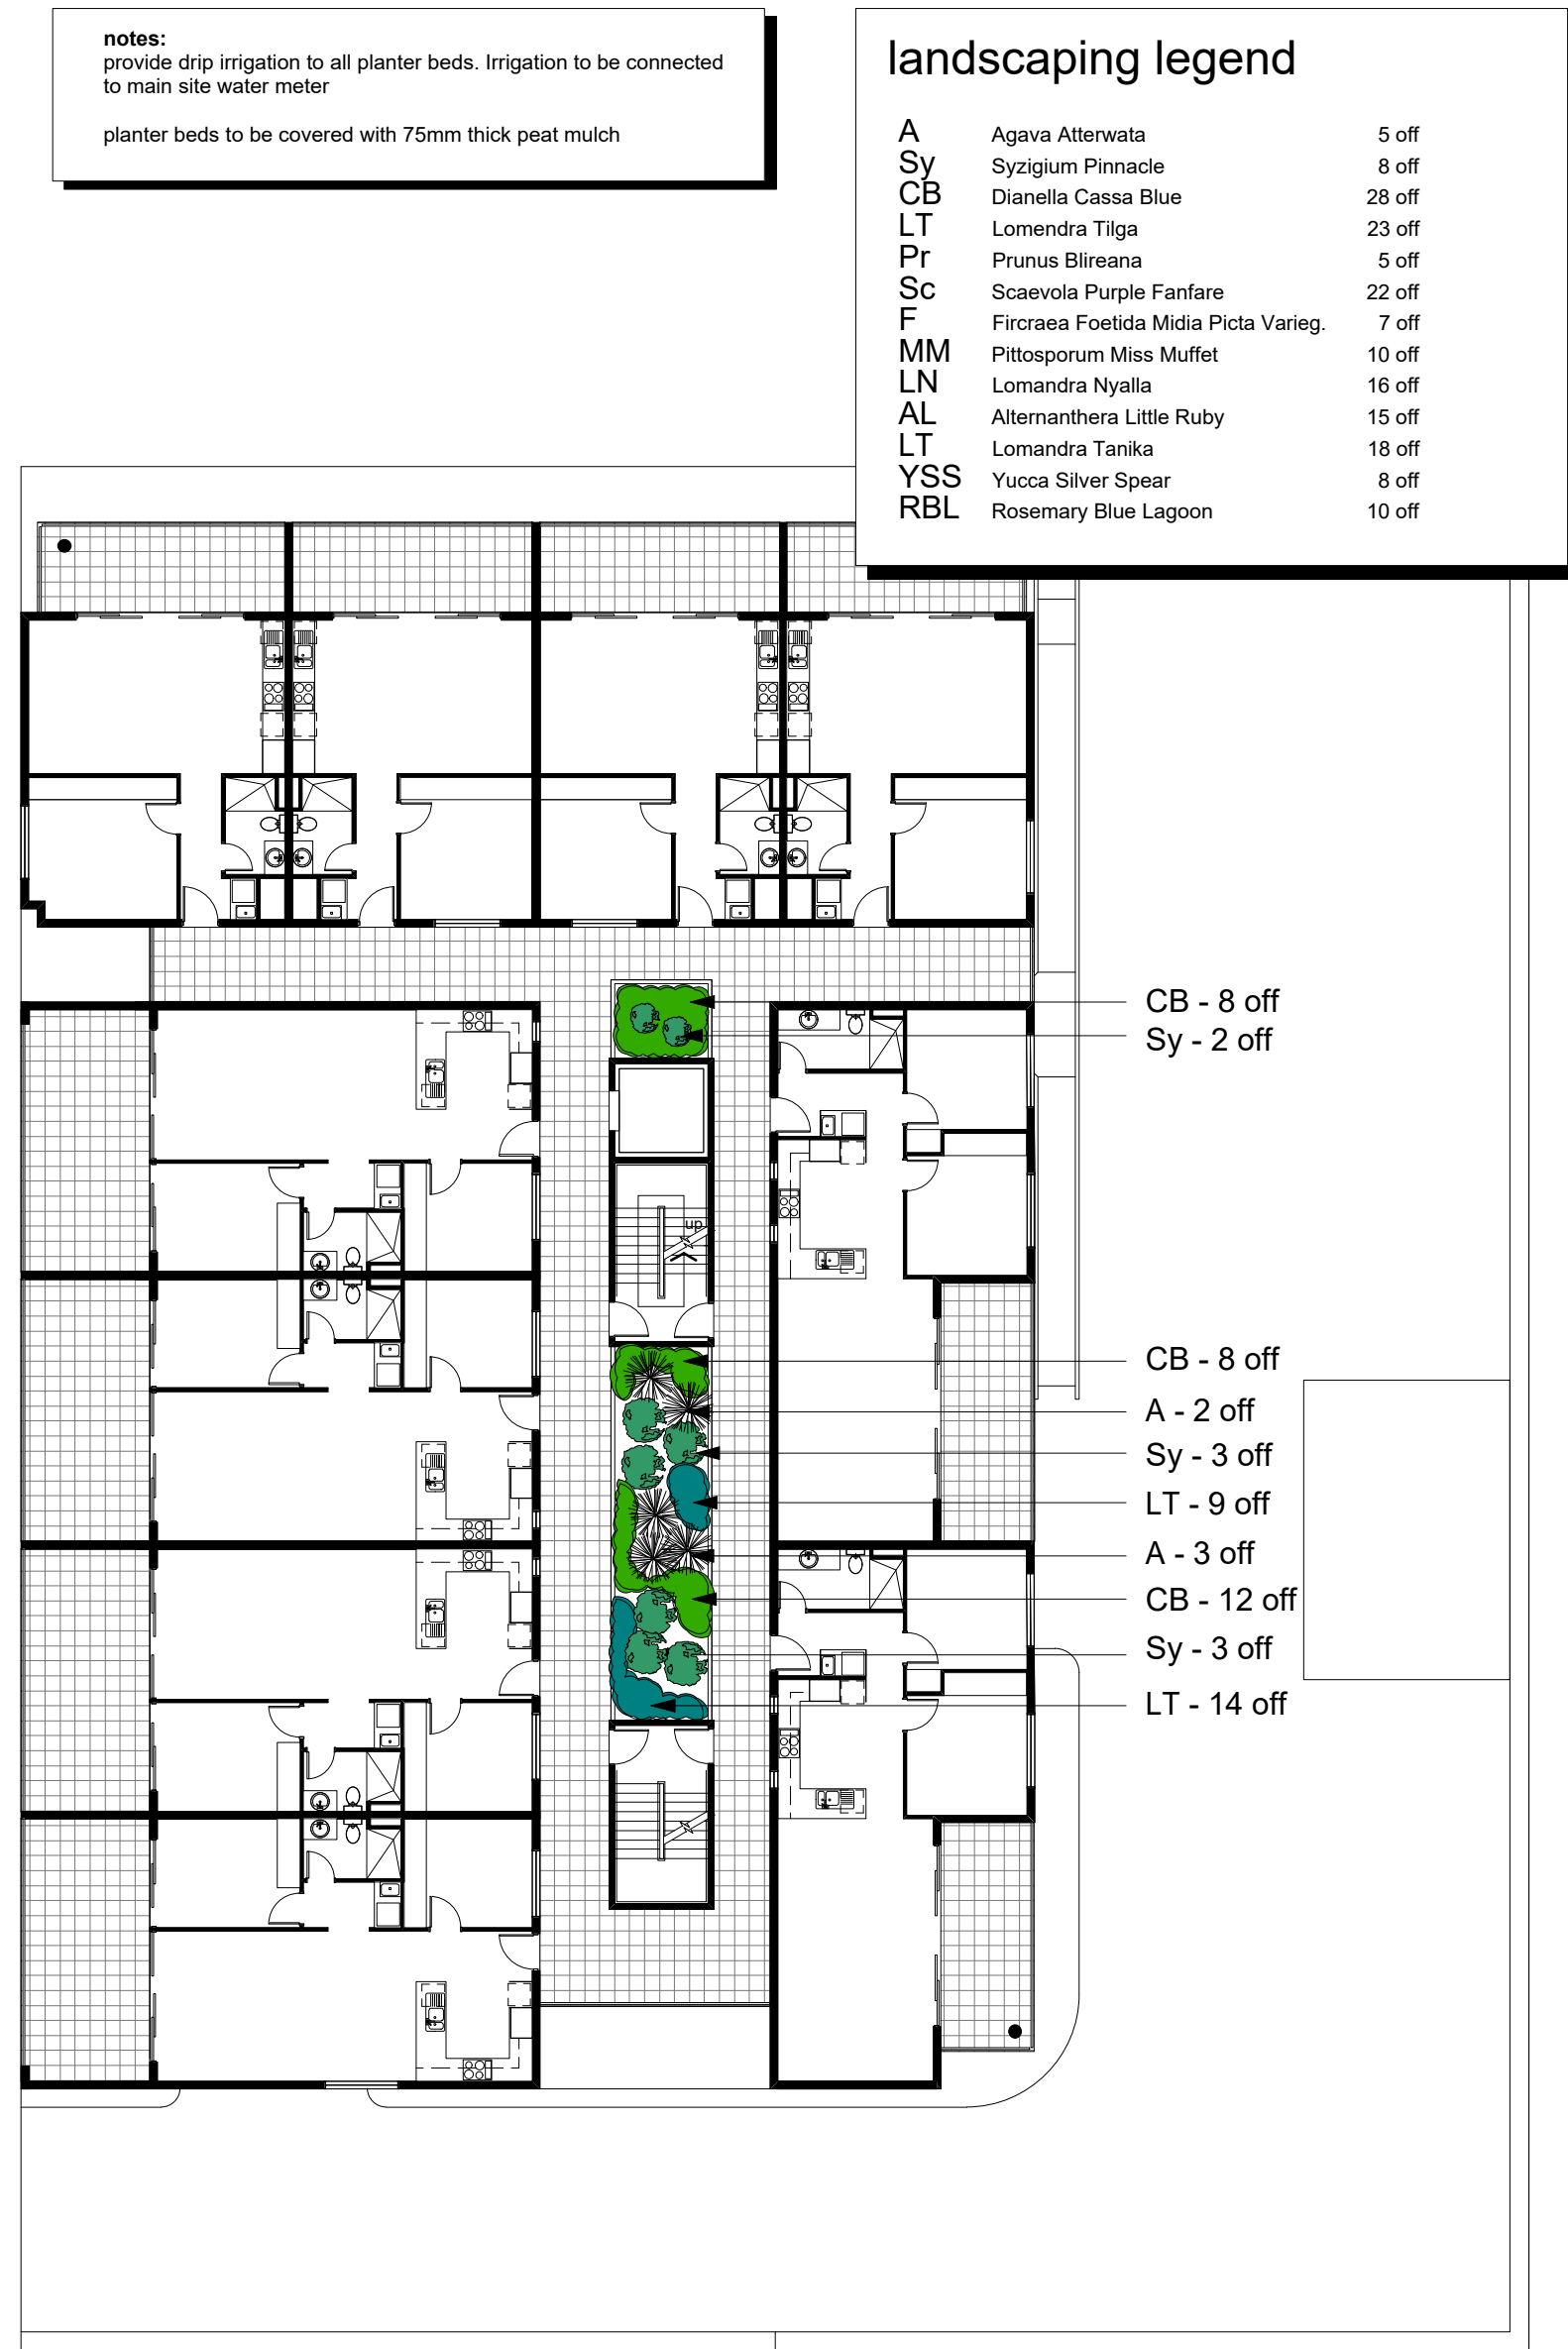 notes:
provide drip irrigation to all planter beds. Irrigation to be connected
to main site water meter
planter beds to be covered with 75mm thick peat mulch
landscaping legend
A Agava Atterwata 5 off
Sy Syzigium Pinnacle 8 off
CB Dianella Cassa Blue 28 off
LT Lomendra Tilga 23 off
Pr Prunus Blireana 5 off
Sc Scaevola Purple Fanfare 22 off
F Fircraea Foetida Midia Picta Varieg. 7 off
MM Pittosporum Miss Muffet 10 off
LN Lomandra Nyalla 16 off
AL Alternanthera Little Ruby 15 off
LT Lomandra Tanika 18 off
YSS Yucca Silver Spear 8 off
RBL Rosemary Blue Lagoon 10 off
CB - 8 off
Sy - 2 off
up
CB - 8 off
A - 2 off
Sy - 3 off
LT - 9 off
A - 3 off
CB - 12 off
Sy - 3 off
LT - 14 off